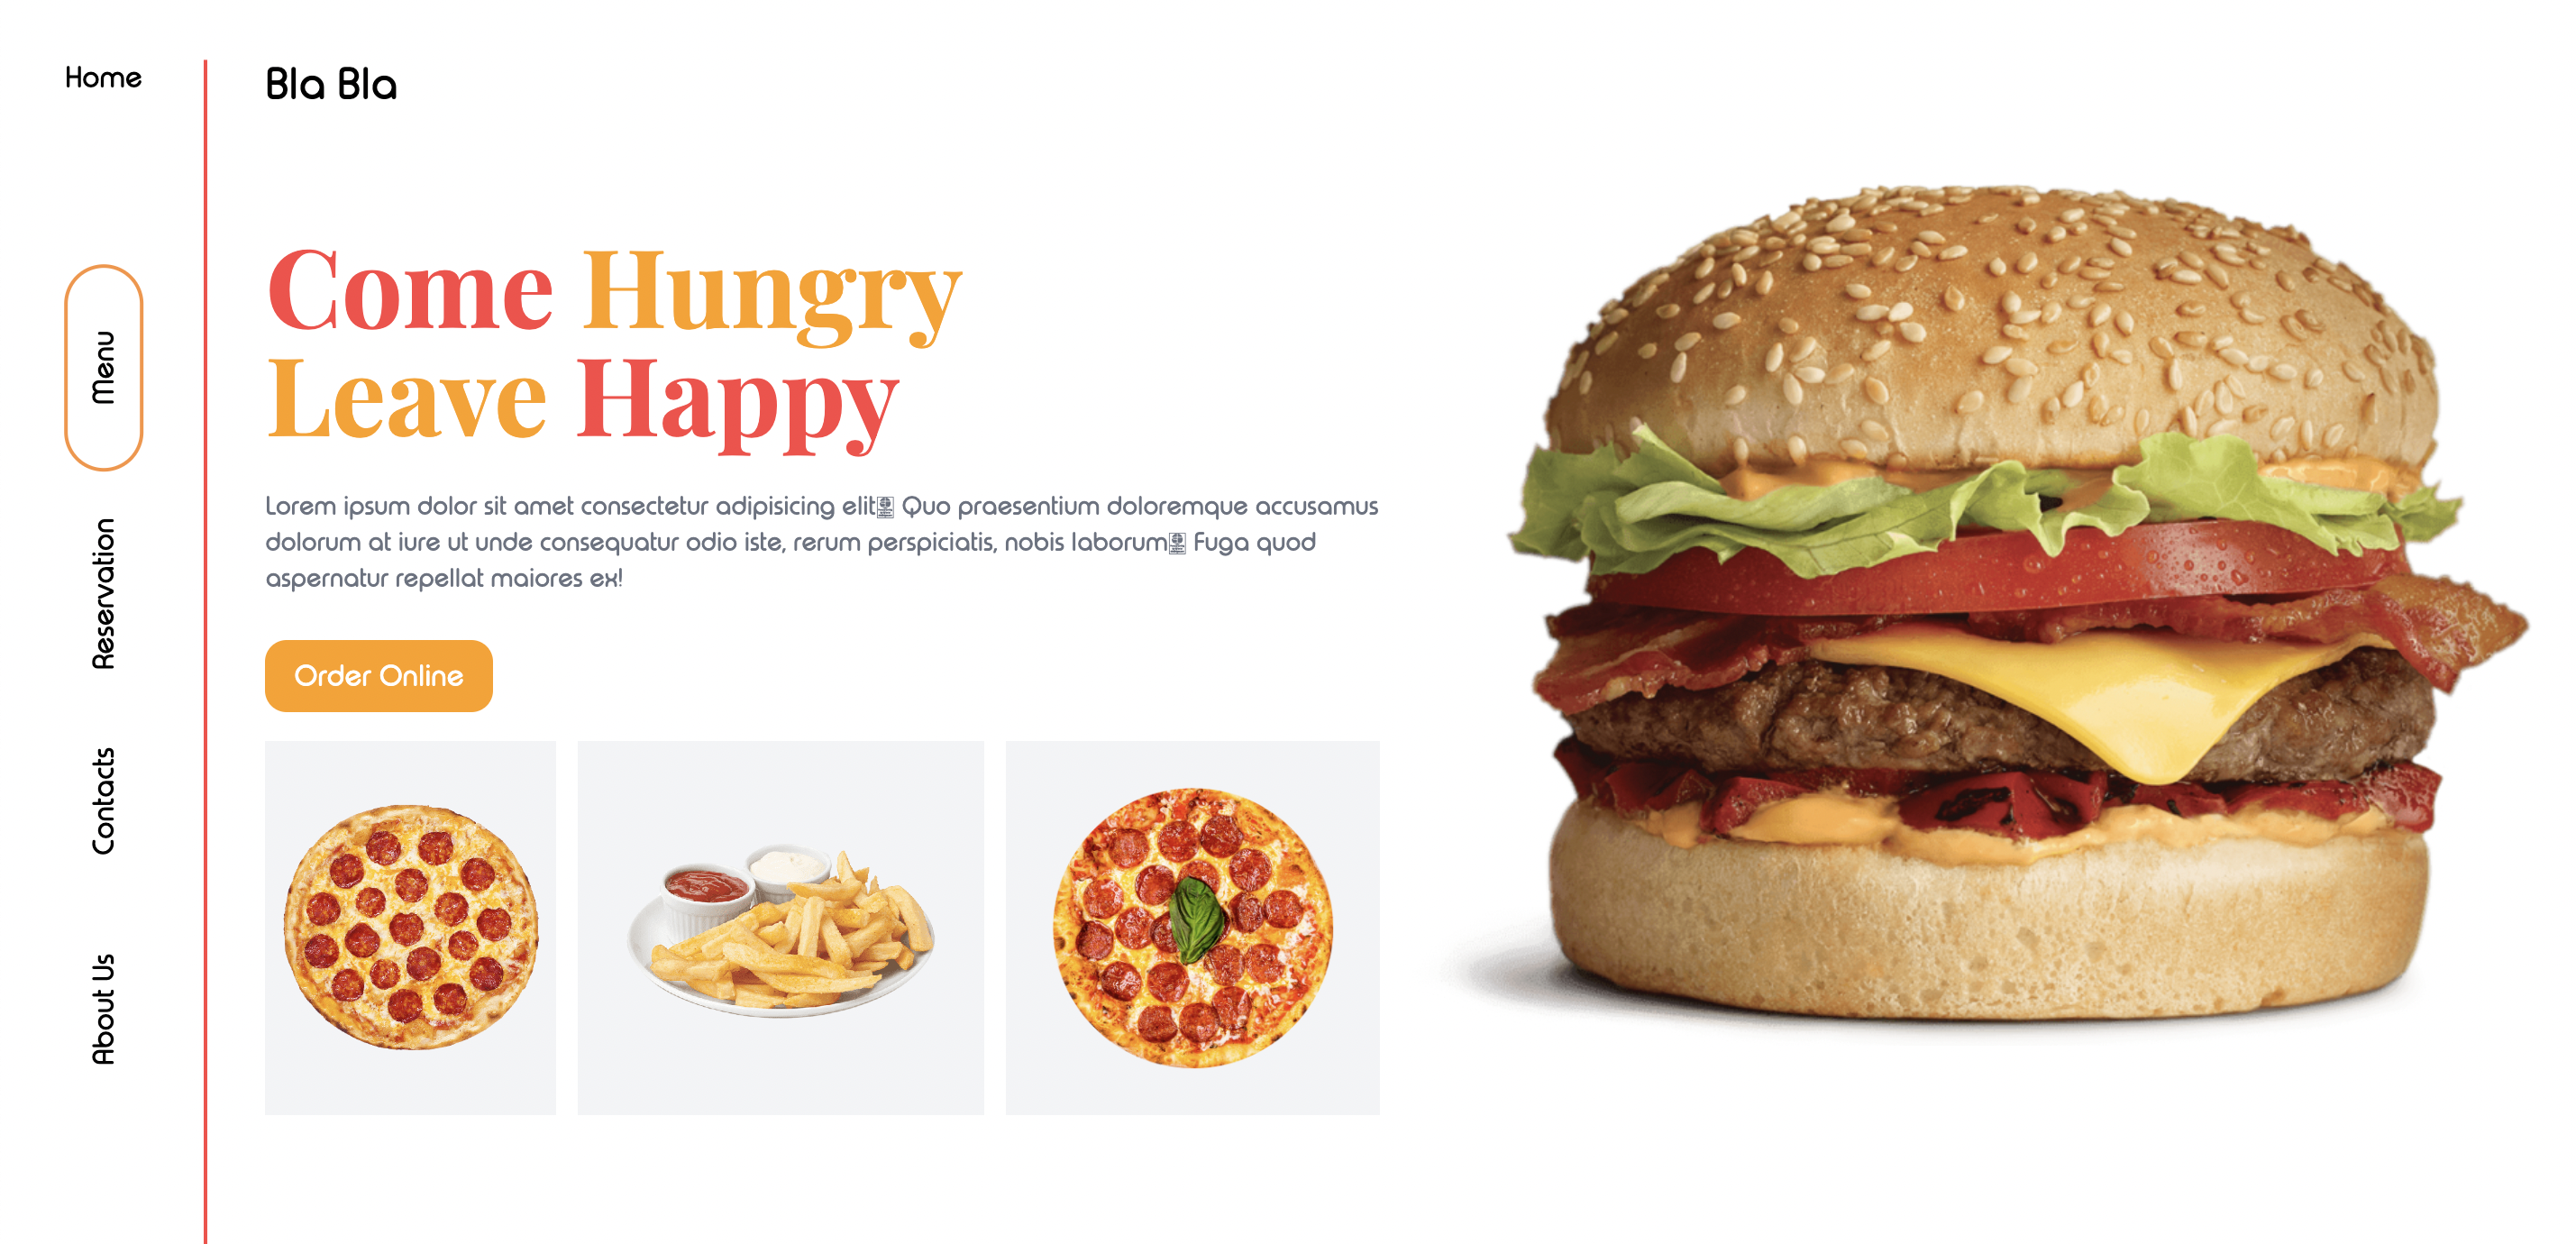 Home
Menu
Reservation
Contacts
About Us
Bla Bla
Come Hungry
Leave Happy
Lorem ipsum dolor sit amet consectetur adipisicing elit Quo praesentium doloremque accusamus
dolorum at iure ut unde consequatur odio iste, rerum perspiciatis, nobis laborum Fuga quod
aspernatur repellat maiores ex!
Order Online